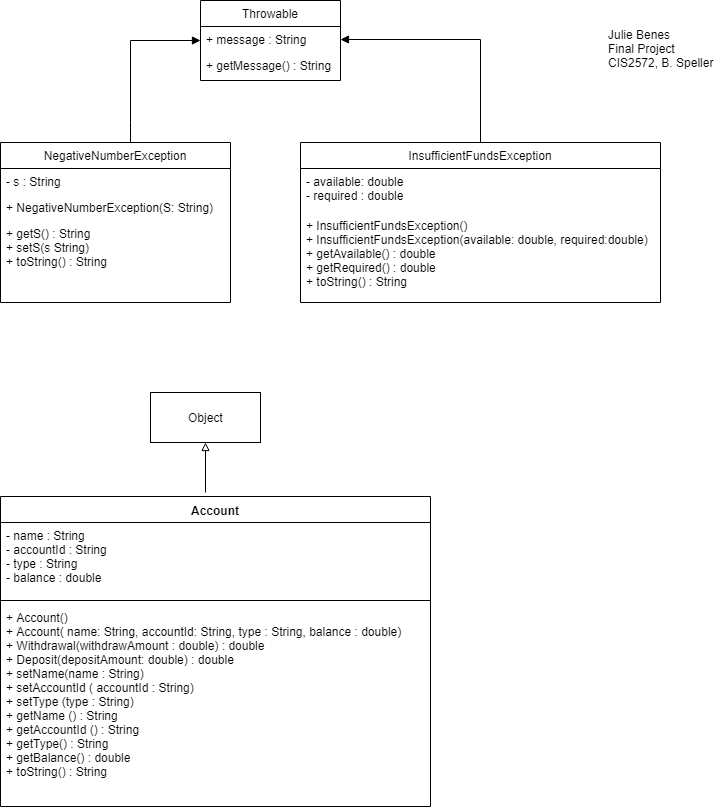 Throwable
+ message : String
+ getMessage() : String
Julie Benes
Final Project
CIS2572, B. Speller
NegativeNumberException
- s : String
+ NegativeNumberException(S: String)
+ getS() : String
+ setS(s String)
+ toString() : String
InsufficientFundsException
- available: double
- required : double
+ InsufficientFundsException()
+ InsufficientFundsException(available: double, required:double)
+ getAvailable() : double
+ getRequired() : double
+ toString() : String
Object
Account
- name : String
- accountId : String
- type : String
- balance : double
+ Account()
+ Account( name: String, accountId: String, type : String, balance : double)
+ Withdrawal(withdrawAmount : double) : double
+ Deposit(depositAmount: double) : double
+ setName(name : String)
+ setAccountId ( accountId : String)
+ setType (type : String)
+ getName () : String
+ getAccountId () : String
+ getType() : String
+ getBalance() : double
+ toString() : String